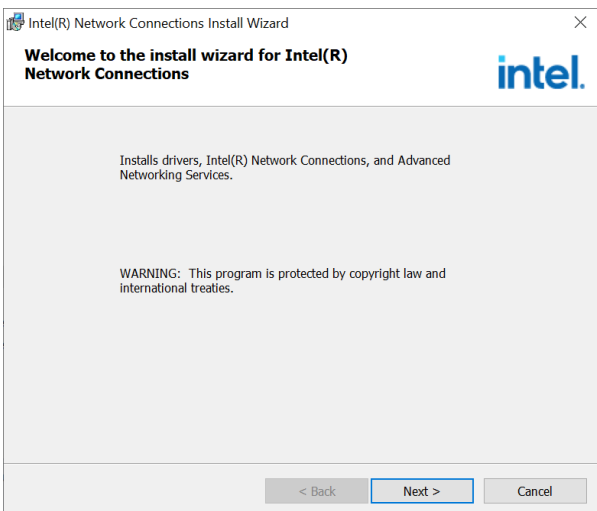 Intel(R) Network Connections Install Wizard
Welcome to the install wizard for Intel(R)
Network Connections
intel.
Installs drivers, Intel(R) Network Connections, and Advanced
Networking Services.
WARNING:  This program is protected by copyright law and
international treaties.
< Back
Next >
Cancel